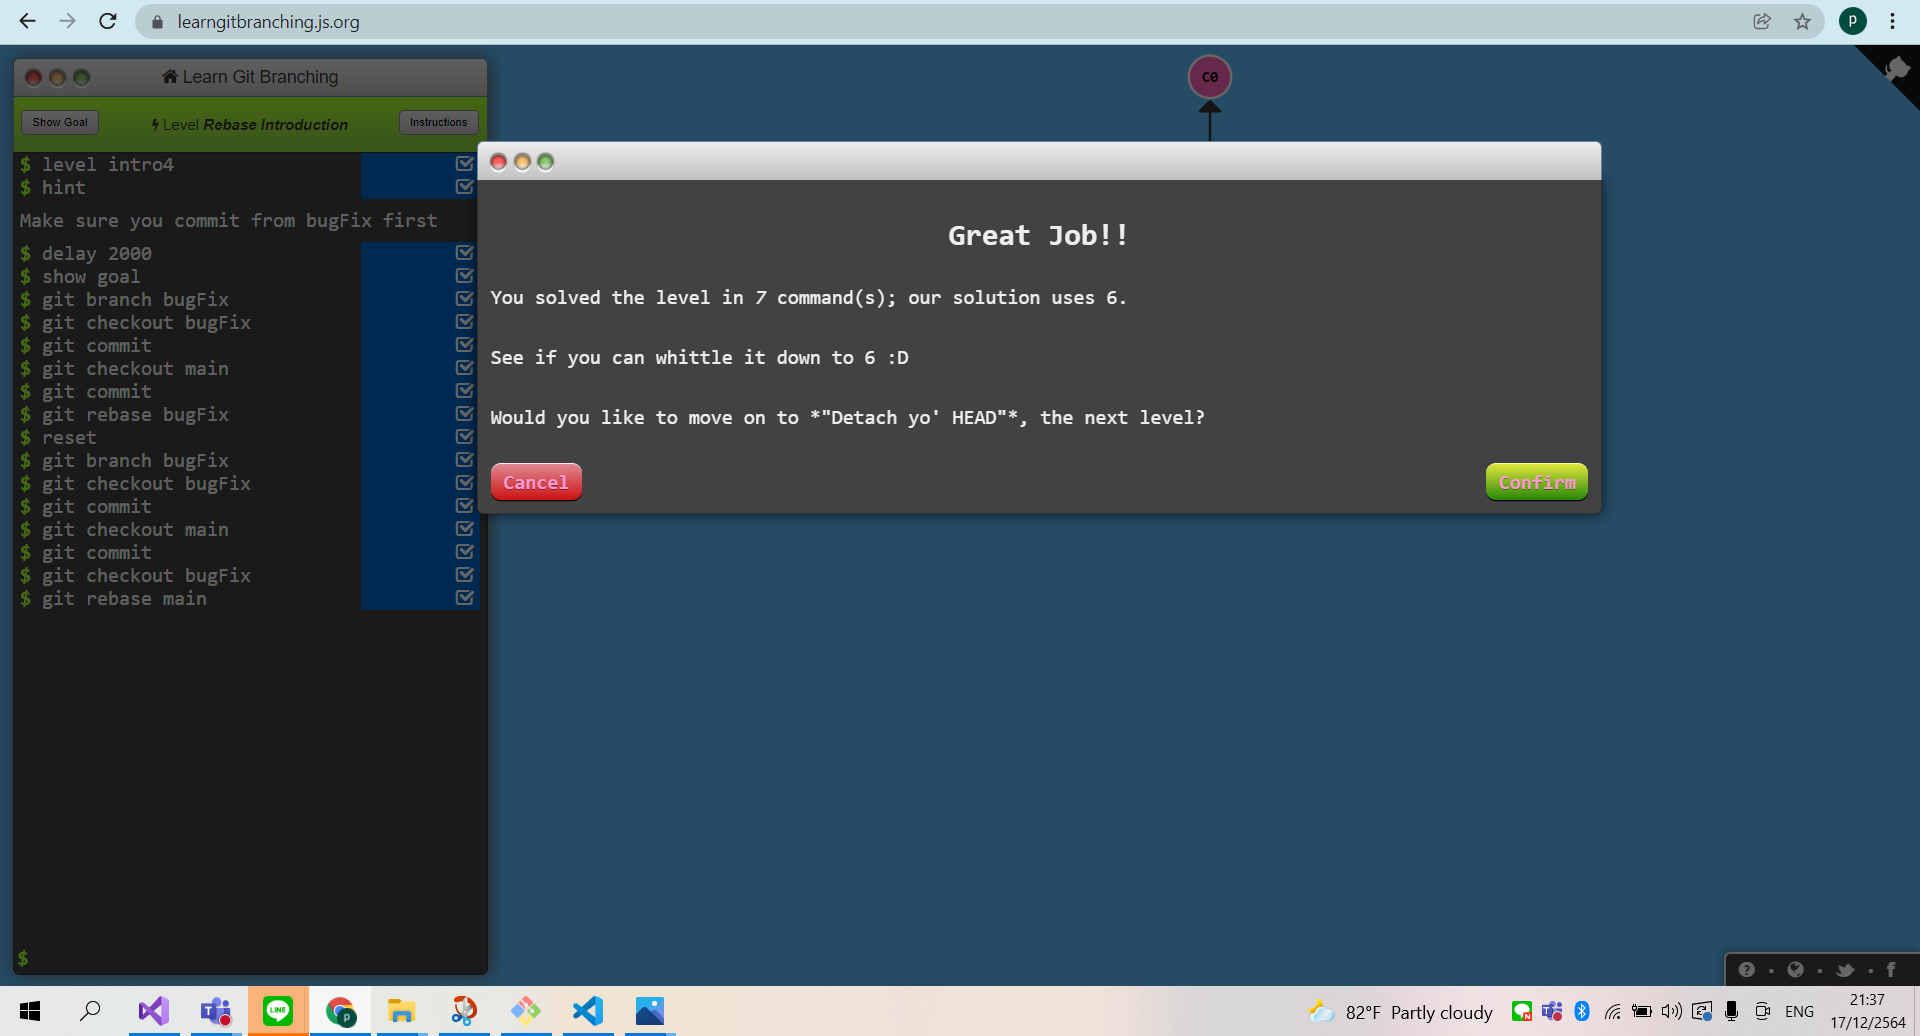 learngitbranching.js.org
P
Learn Git Branching
Show Goal
Level Rebase Introduction
Instructions
$ level intro4
$ hint
Make sure you commit from bugFix first
$ delay 2000
$ show goal
$ git branch bugFix
$ git checkout bugFix
$ git commit
$ git checkout main
$ git commit
$ git rebase bugFix
$ reset
$ git branch bugFix
$ git checkout bugFix
$ git commit
$ git checkout main
$ git commit
$ git checkout bugFix
$ git rebase main
$
C0
Great Job!!
You solved the level in 7 command(s); our solution uses 6.
See if you can whittle it down to 6 :D
Would you like to move on to *"Detach yo' HEAD"*, the next level?
Cancel
Confirm
LINE
P
82°F Partly cloudy
ENG
21:37
17/12/2564